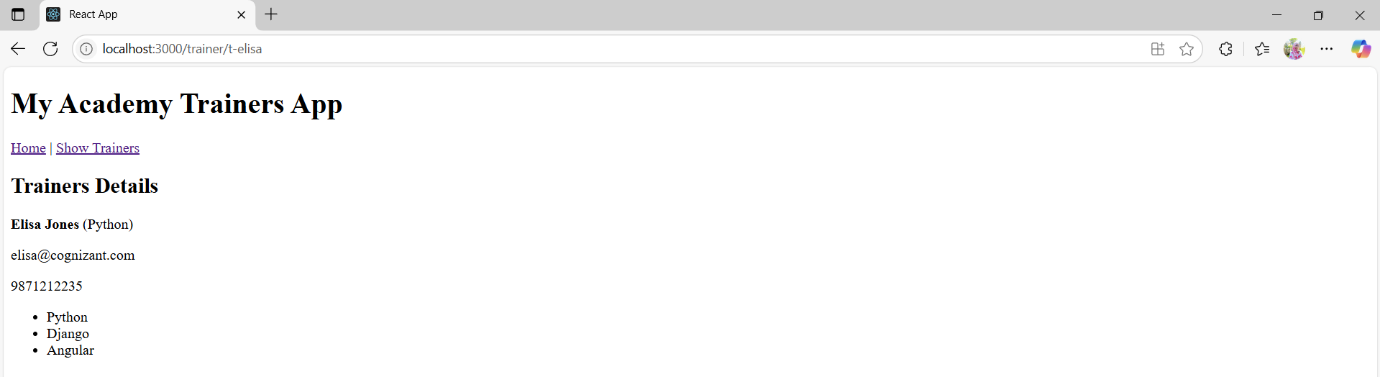 React App
localhost:3000/trainer/t-elisa
My Academy Trainers App
Home | Show Trainers
Trainers Details
Elisa Jones (Python)
elisa@cognizant.com
9871212235
• Python
• Django
• Angular